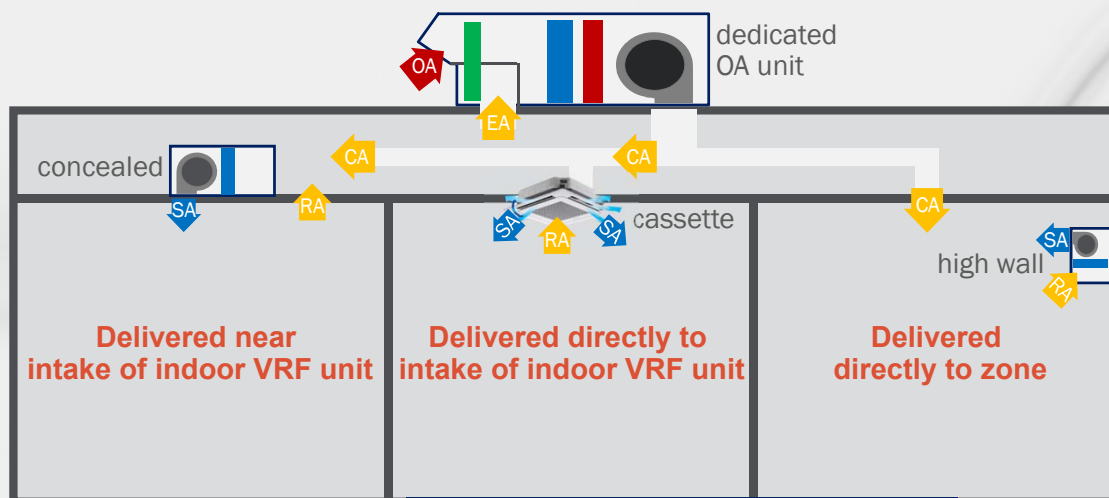 dedicated
OA unit
OA
EA
CA
CA
concealed
SA
RA
SA
RA
SA
cassette
CA
SA
high wall
RA
Delivered near
intake of indoor VRF unit
Delivered directly to
intake of indoor VRF unit
Delivered
directly to zone